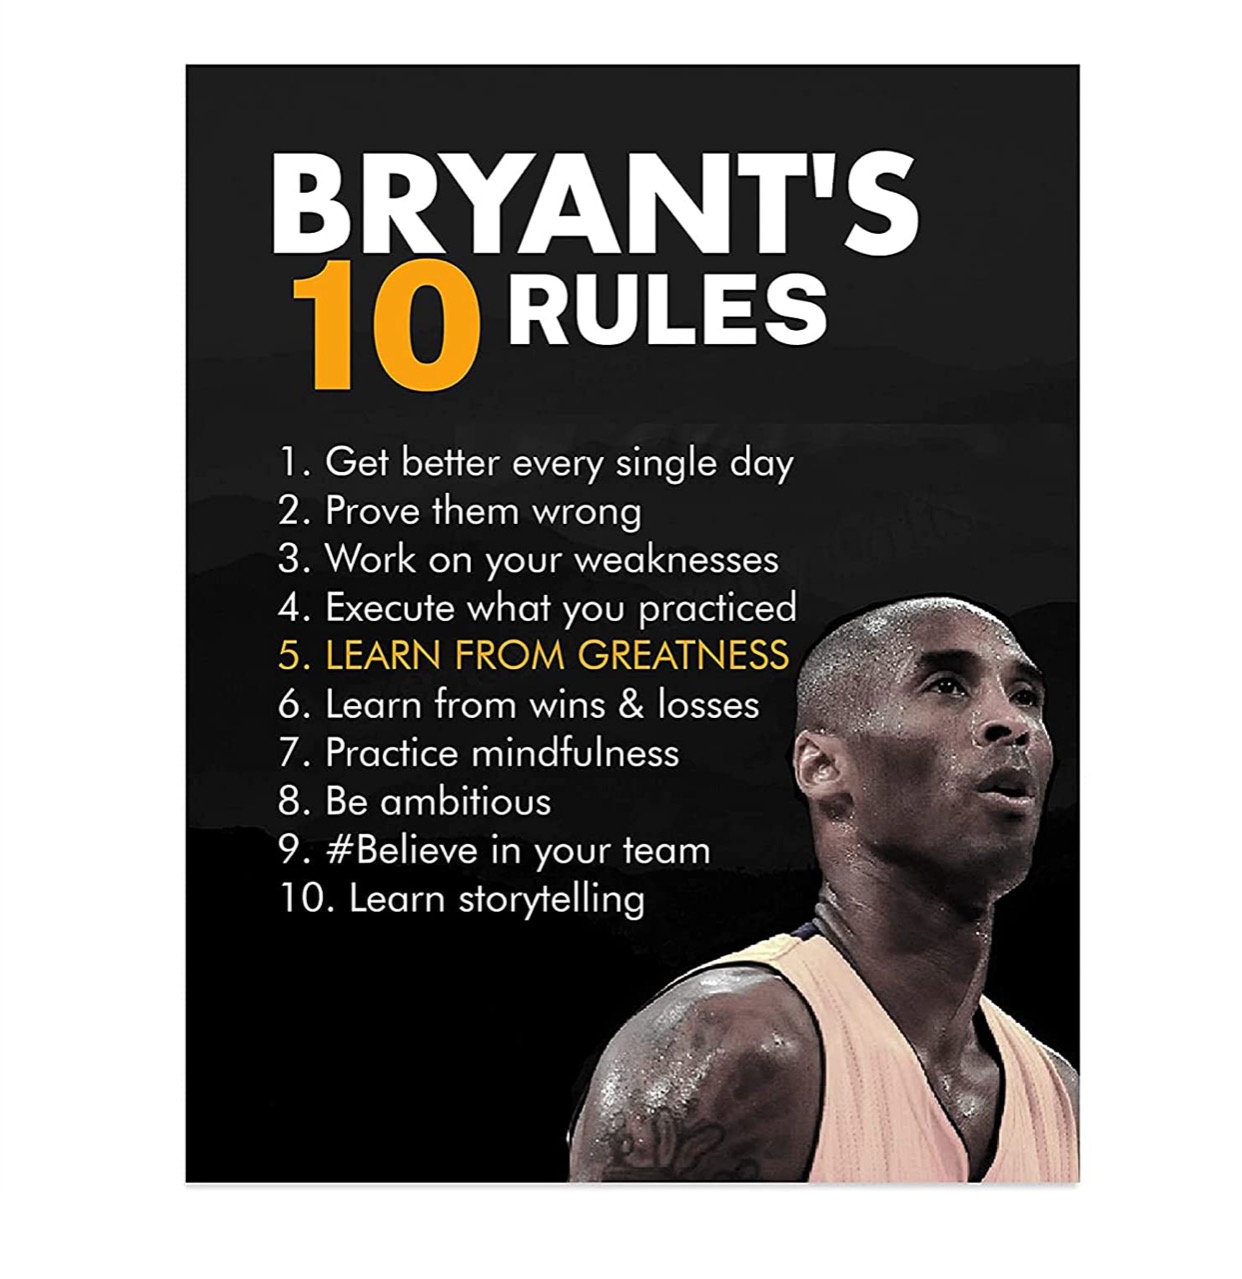 BRYANT'S
10 RULES
1. Get better every single day
2. Prove them wrong
3. Work on your weaknesses
4. Execute what you practiced
5. LEARN FROM GREATNESS
6. Learn from wins & losses
7. Practice mindfulness
8. Be ambitious
9. #Believe in your team
10. Learn storytelling